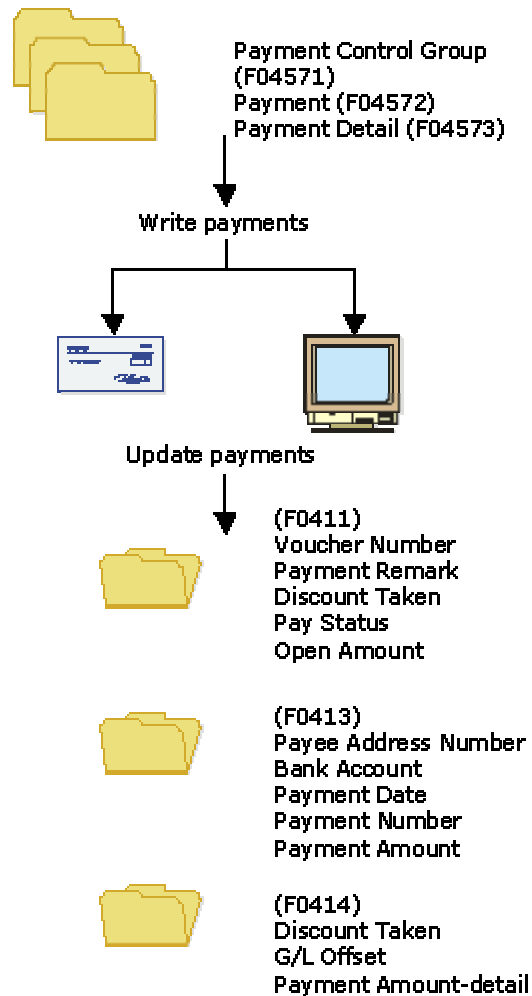 Payment Control Group
(F04571)
Payment (F04572)
Payment Detail (F04573)
Write payments
Update payments
(F0411)
Voucher Number
Payment Remark
Discount Taken
Pay Status
Open Amount
(F0413)
Payee Address Number
Bank Account
Payment Date
Payment Number
Payment Amount
(F0414)
Discount Taken
G/L Offset
Payment Amount-detail